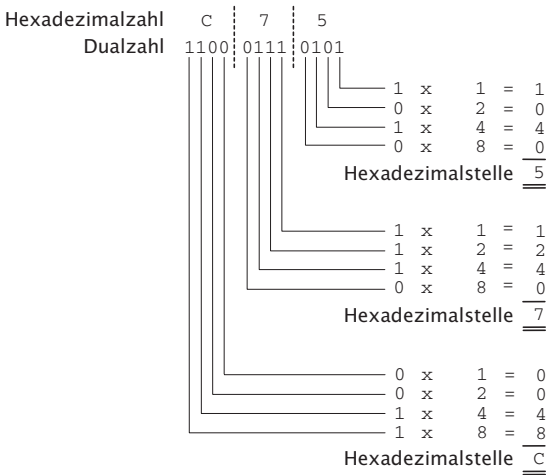 Hexadezimalzahl C 7 5
Dualzahl 1100 0111 0101
1 x 1 = 1
0 x 2 = 0
1 x 4 = 4
0 x 8 = 0
Hexadezimalstelle 5
1 x 1 = 1
1 x 2 = 2
1 x 4 = 4
0 x 8 = 0
Hexadezimalstelle 7
0 x 1 = 0
0 x 2 = 0
1 x 4 = 4
1 x 8 = 8
Hexadezimalstelle C